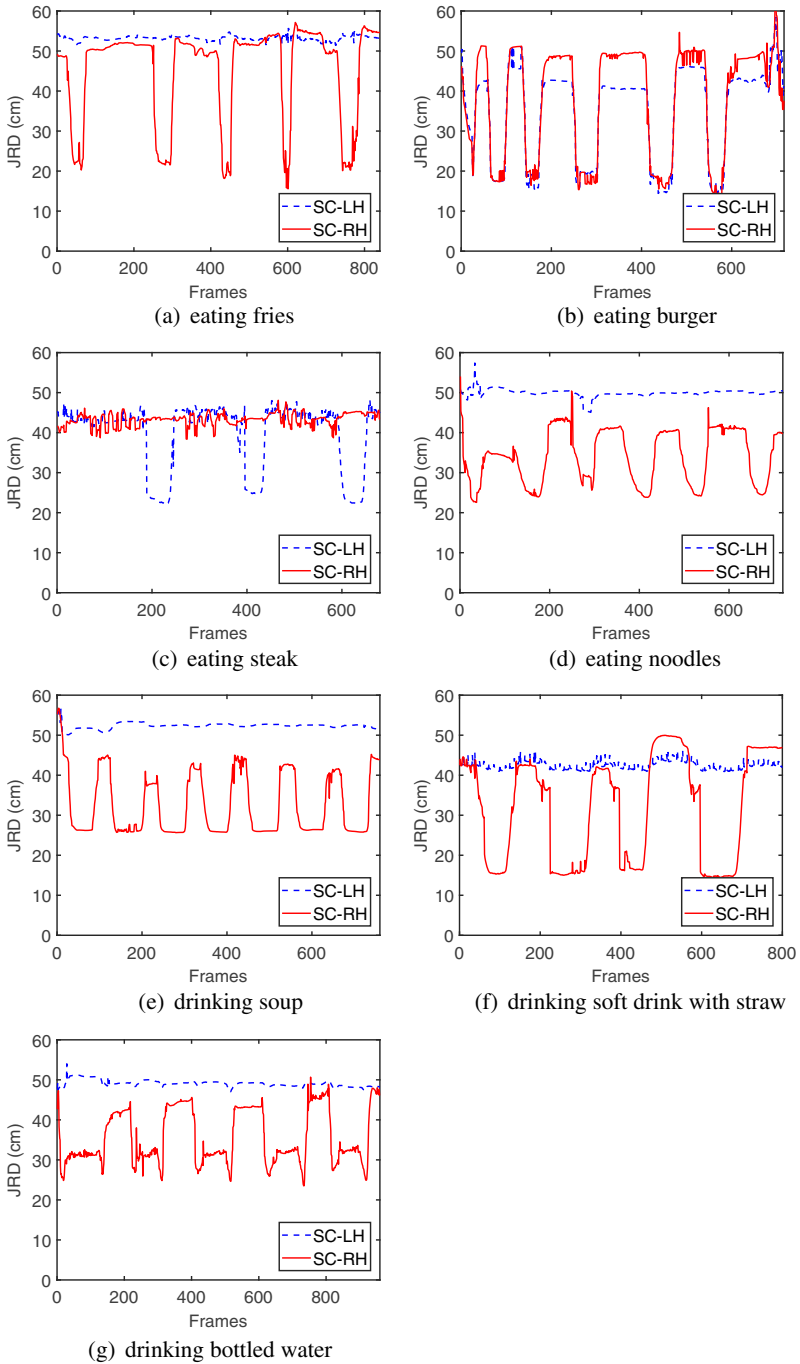 60
50
40
30
20
10
0
JRD (cm)
SC-LH
SC-RH
0 200 400 600 800
Frames
(a) eating fries
60
50
40
30
20
10
0
JRD (cm)
SC-LH
SC-RH
0 200 400 600
Frames
(b) eating burger
60
50
40
30
20
10
0
JRD (cm)
SC-LH
SC-RH
0 200 400 600
Frames
(c) eating steak
60
50
40
30
20
10
0
JRD (cm)
SC-LH
SC-RH
0 200 400 600
Frames
(d) eating noodles
60
50
40
30
20
10
0
JRD (cm)
SC-LH
SC-RH
0 200 400 600
Frames
(e) drinking soup
60
50
40
30
20
10
0
JRD (cm)
SC-LH
SC-RH
0 200 400 600 800
Frames
(f) drinking soft drink with straw
60
50
40
30
20
10
0
JRD (cm)
SC-LH
SC-RH
0 200 400 600 800
Frames
(g) drinking bottled water